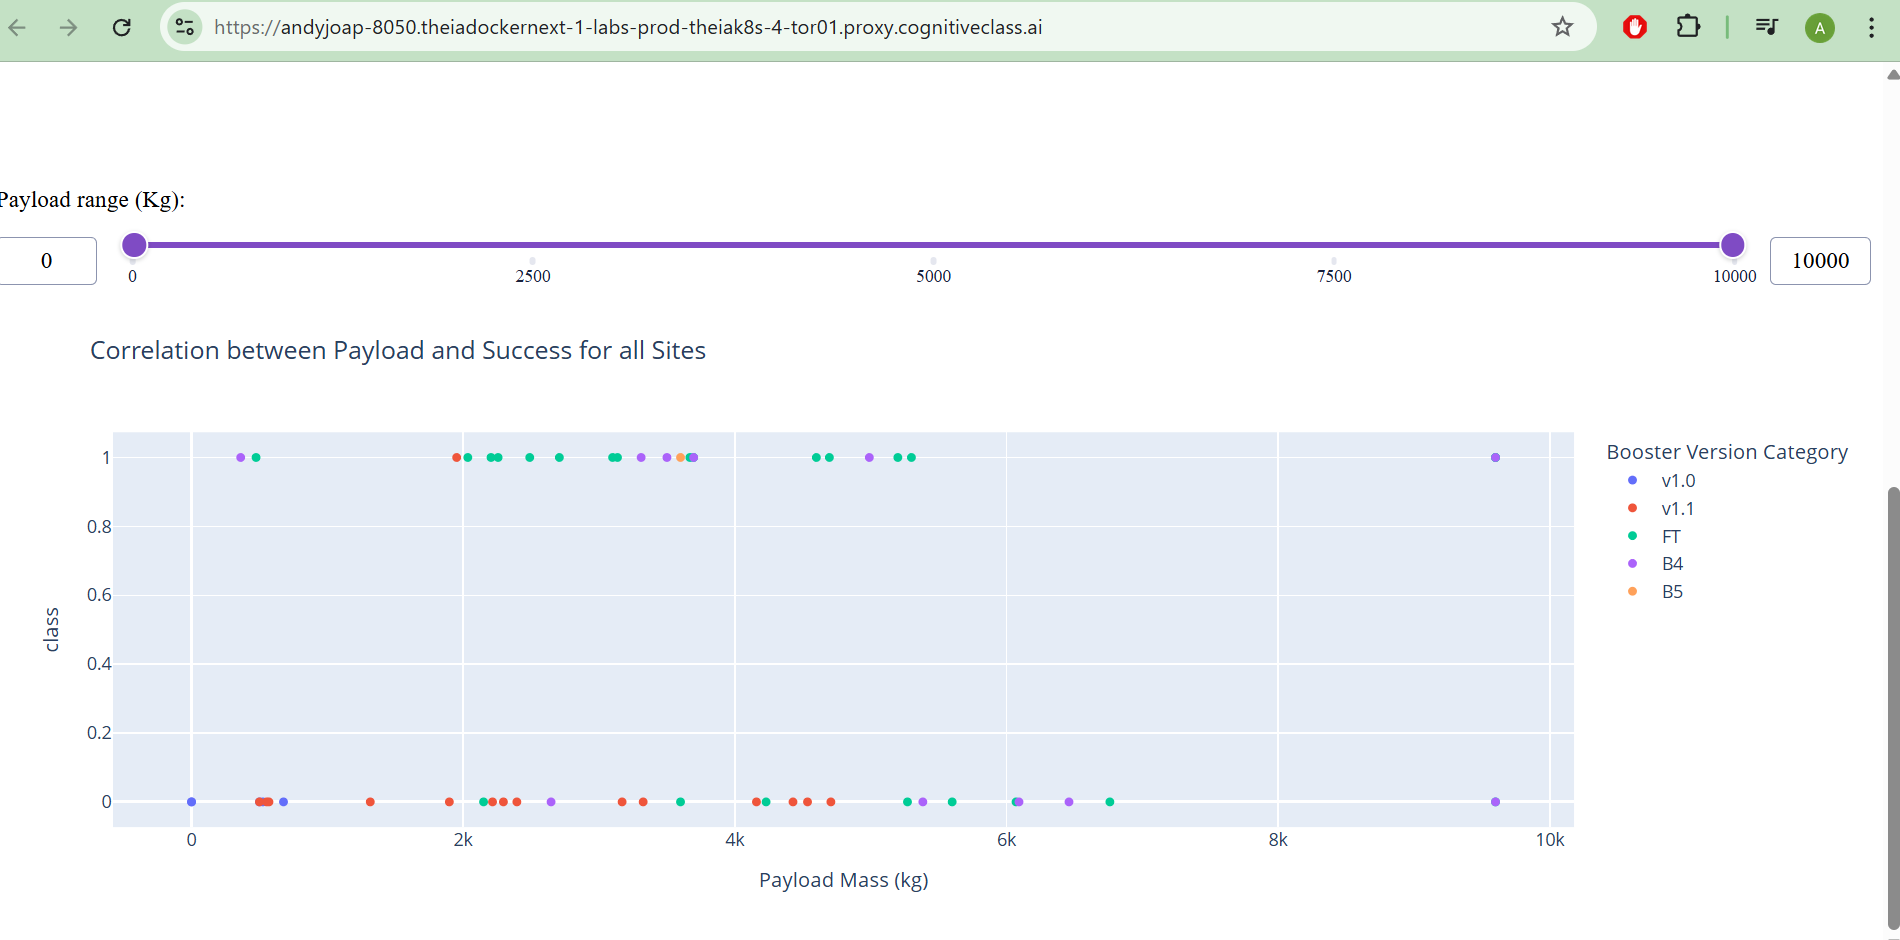 https://andyjoap-8050.theiadockernext-1-labs-prod-theiak8s-4-tor01.proxy.cognitiveclass.ai
A
Payload range (Kg):
0
0
2500
5000
7500
10000
10000
Correlation between Payload and Success for all Sites
1
0.8
0.6
0.4
0.2
0
class
0
2k
4k
6k
8k
10k
Payload Mass (kg)
Booster Version Category
v1.0
v1.1
FT
B4
B5